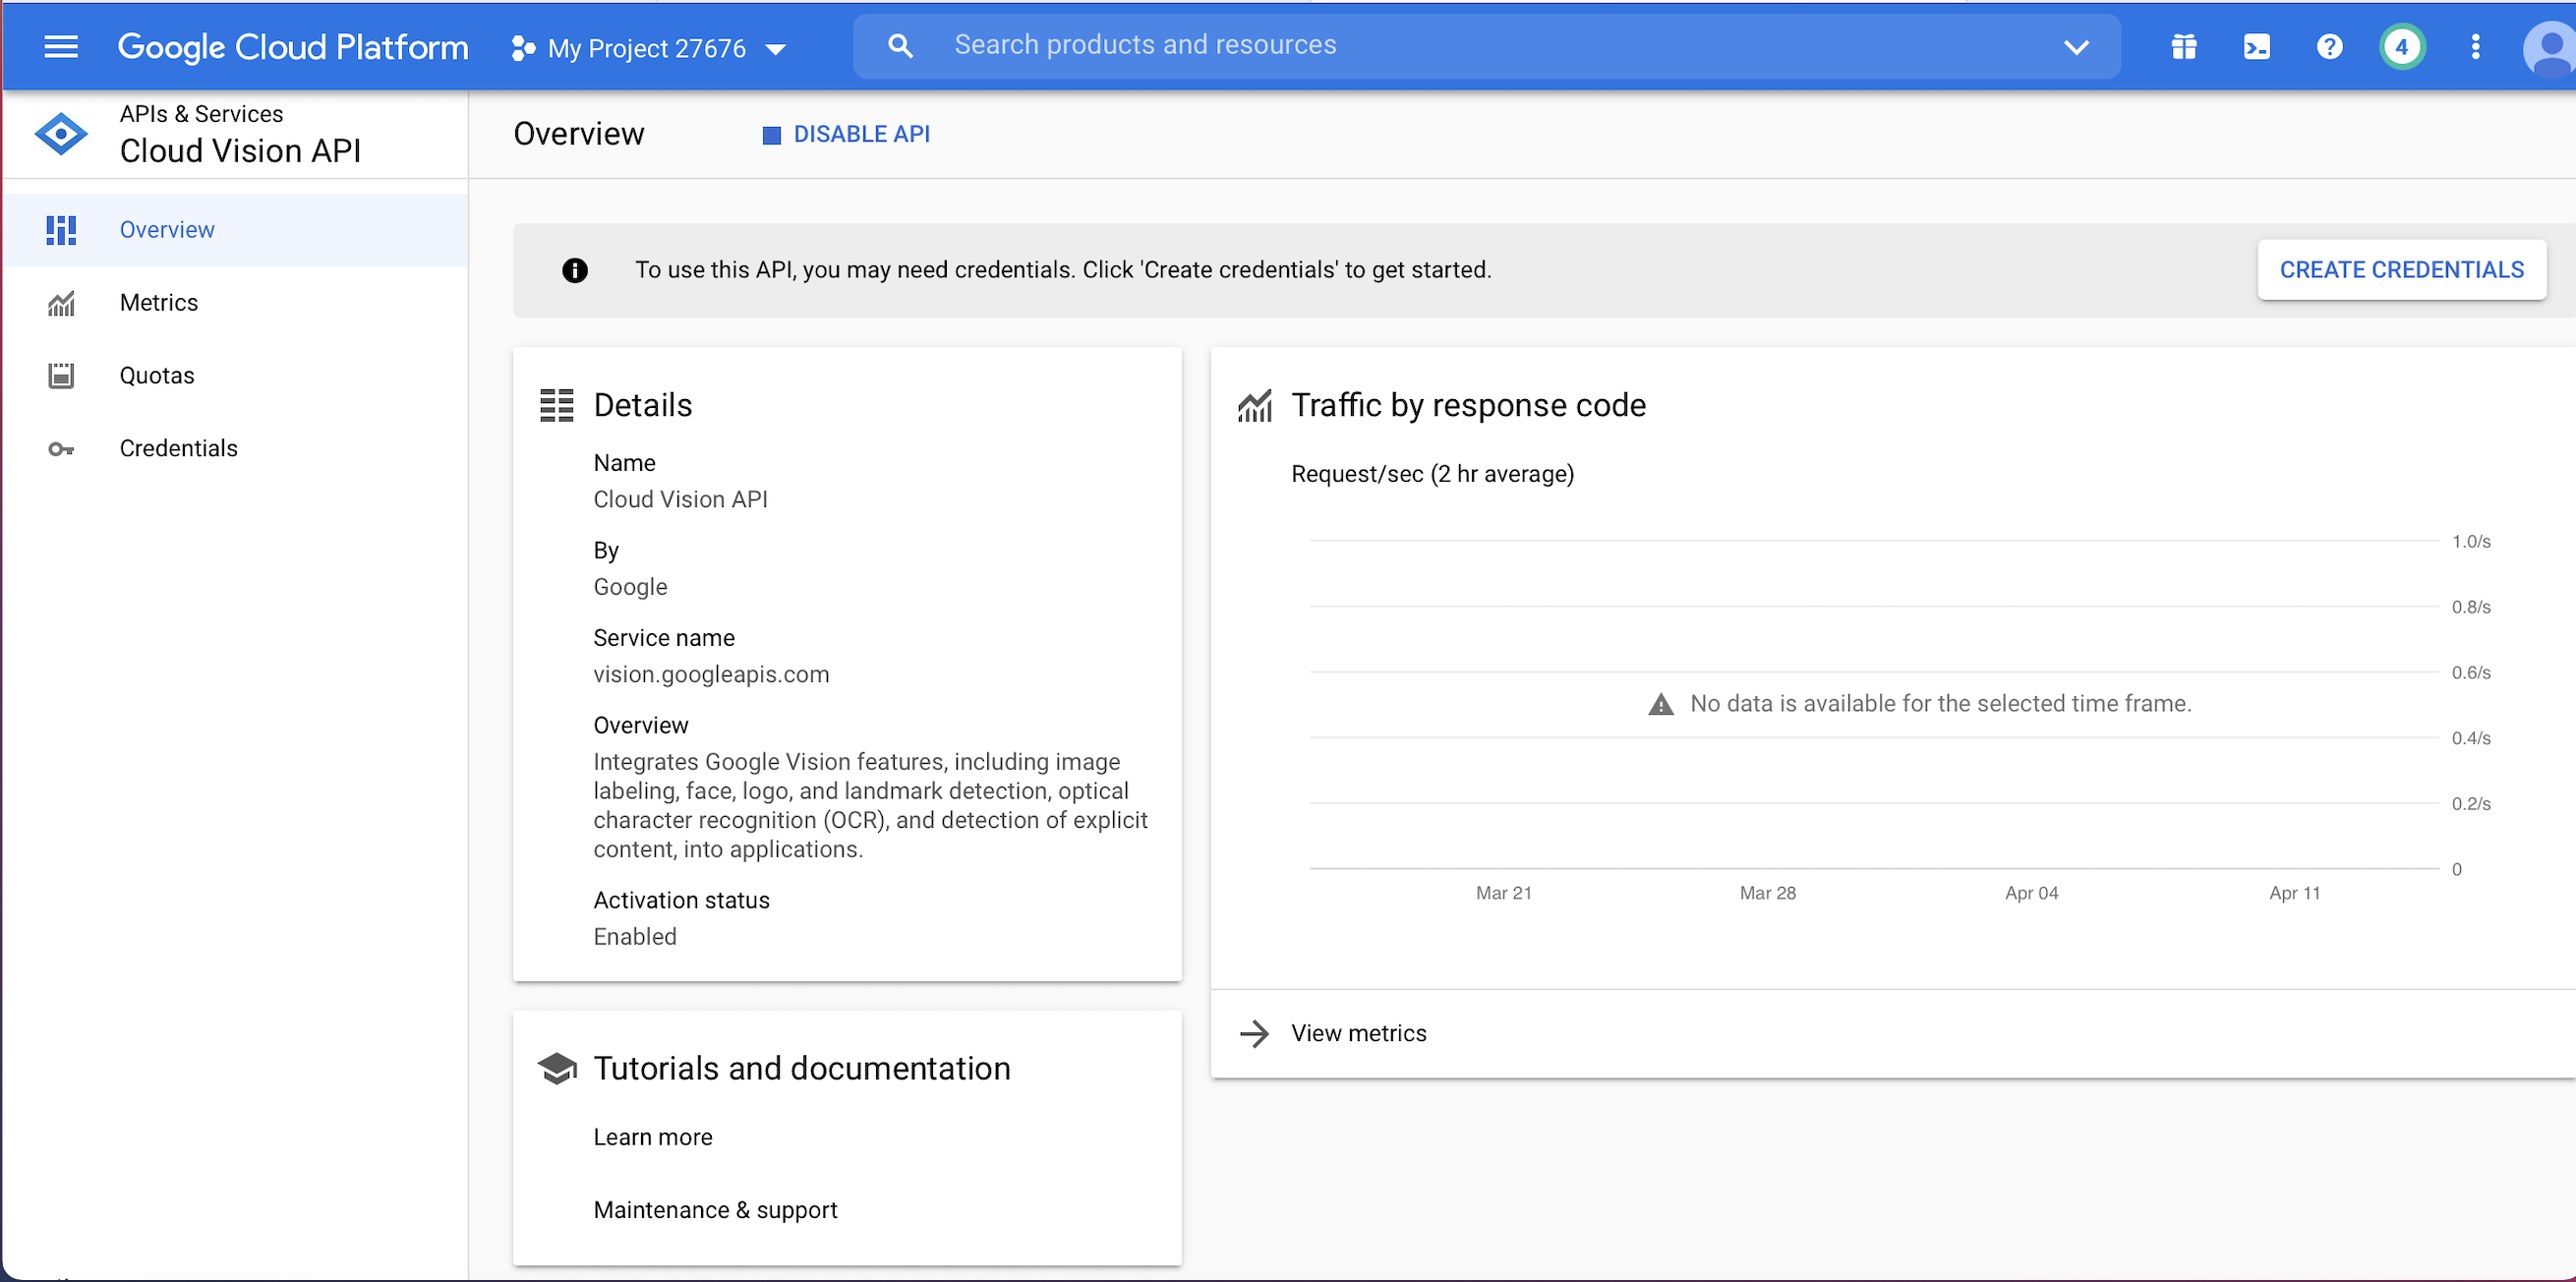 Google Cloud Platform
My Project 27676
Search products and resources
4
APIs & Services
Cloud Vision API
Overview
DISABLE API
Overview
Metrics
Quotas
Credentials
To use this API, you may need credentials. Click 'Create credentials' to get started.
CREATE CREDENTIALS
Details
Name
Cloud Vision API
By
Google
Service name
vision.googleapis.com
Overview
Integrates Google Vision features, including image
labeling, face, logo, and landmark detection, optical
character recognition (OCR), and detection of explicit
content, into applications.
Activation status
Enabled
Tutorials and documentation
Learn more
Maintenance & support
Traffic by response code
Request/sec (2 hr average)
1.0/s
0.8/s
0.6/s
No data is available for the selected time frame.
0.4/s
0.2/s
0
Mar 21
Mar 28
Apr 04
Apr 11
View metrics